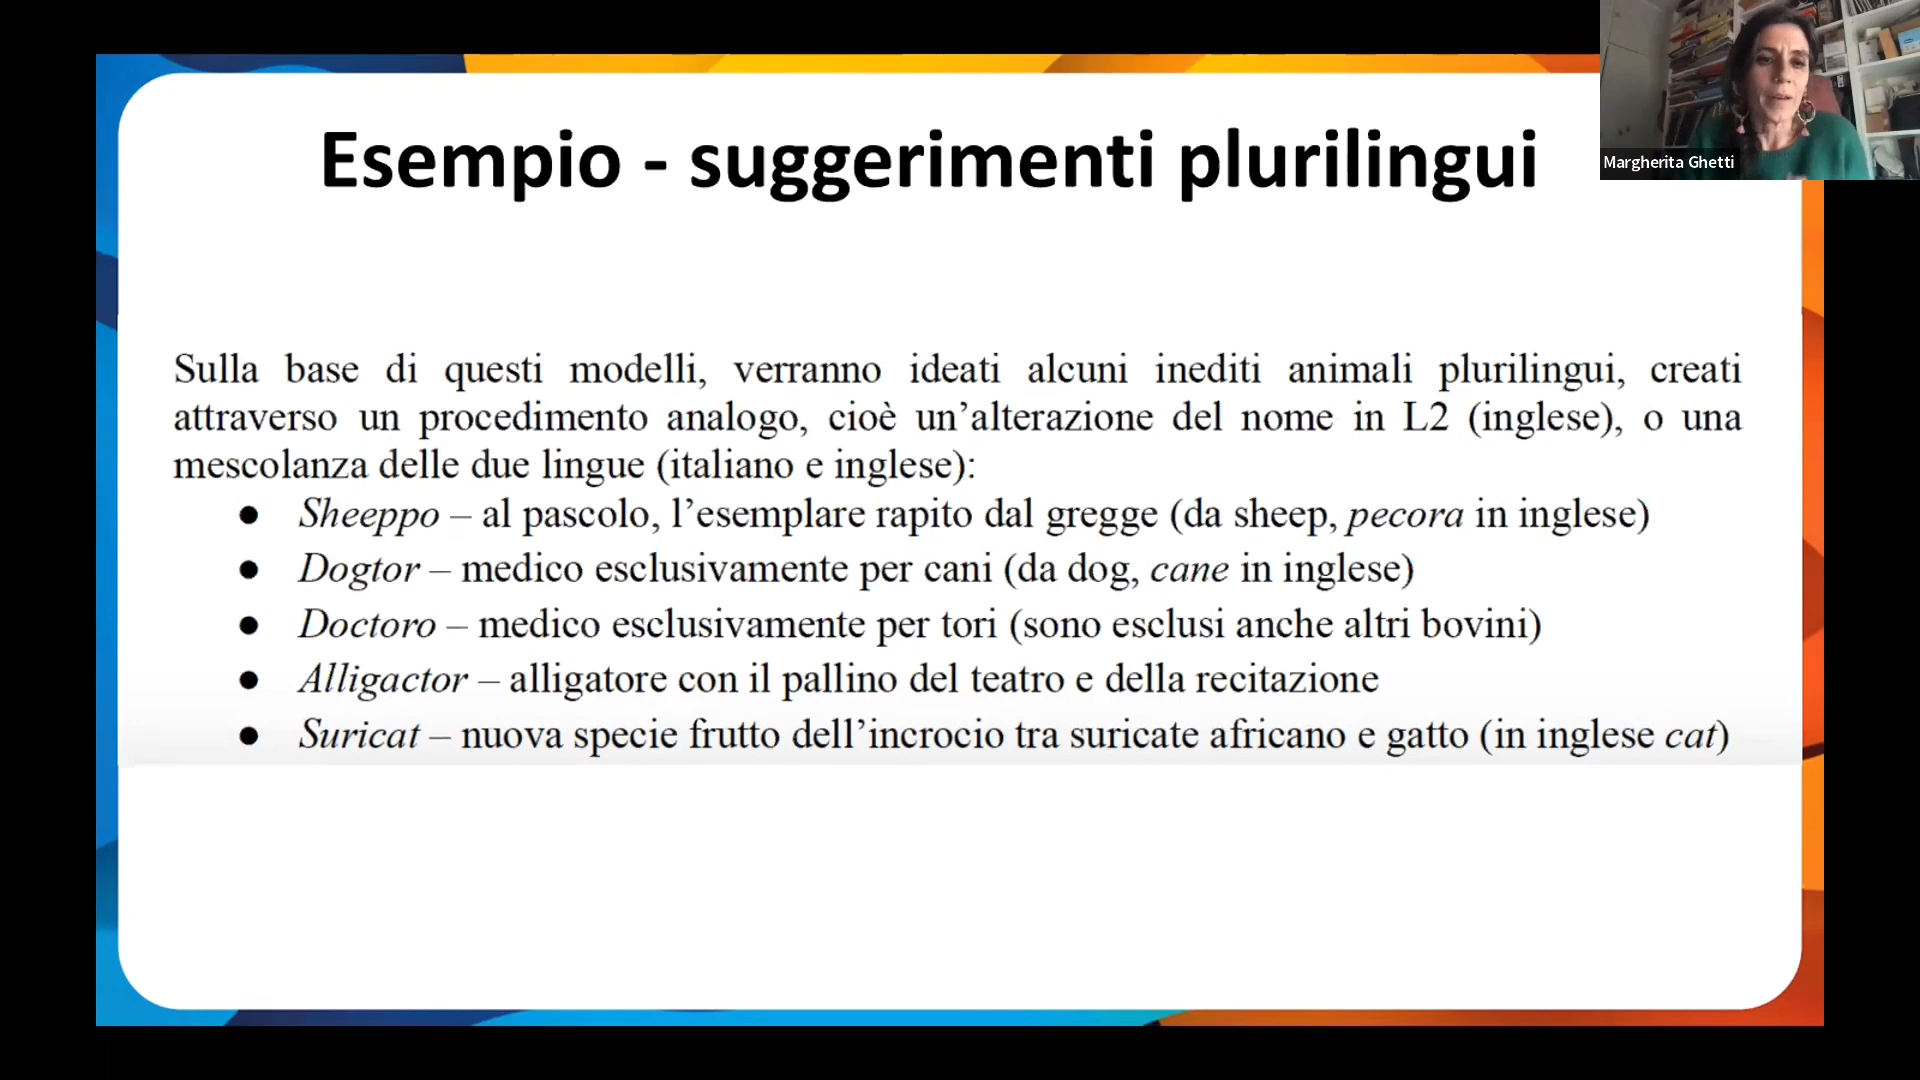 Esempio - suggerimenti plurilingui
Margherita Ghetti
Sulla base di questi modelli, verranno ideati alcuni inediti animali plurilingui, creati
attraverso un procedimento analogo, cioè un’alterazione del nome in L2 (inglese), o una
mescolanza delle due lingue (italiano e inglese):
● Sheeppo – al pascolo, l’esemplare rapito dal gregge (da sheep, pecora in inglese)
● Dogtor – medico esclusivamente per cani (da dog, cane in inglese)
● Doctoro – medico esclusivamente per tori (sono esclusi anche altri bovini)
● Alligactor – alligatore con il pallino del teatro e della recitazione
● Suricat – nuova specie frutto dell’incrocio tra suricate africano e gatto (in inglese cat)